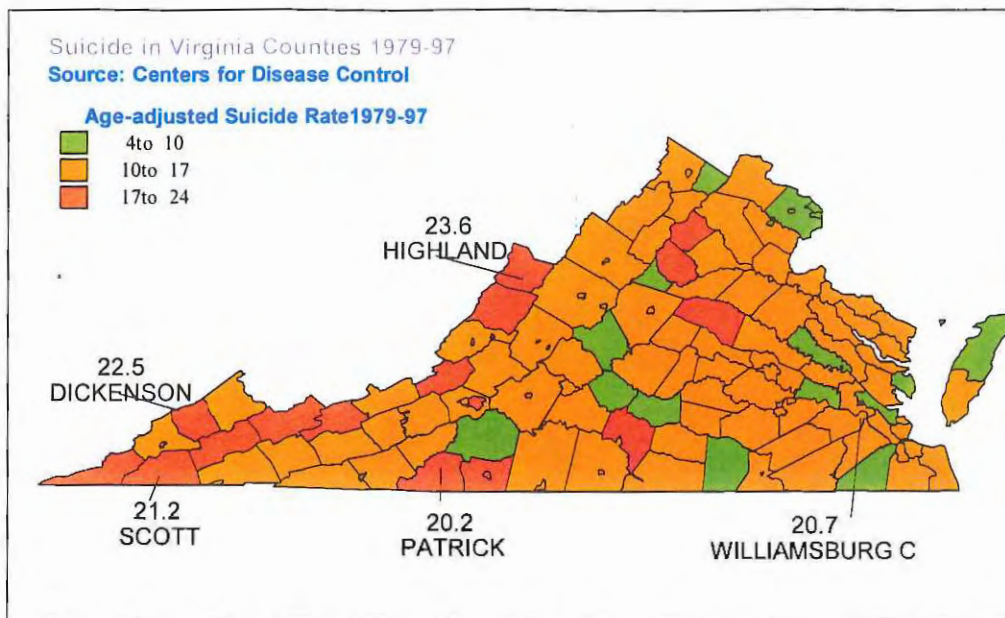 Suicide in Virginia Counties 1979-97
Source: Centers for Disease Control
Age-adjusted Suicide Rate1979-97
4to 10
10to 17
17to 24
23.6
HIGHLAND
22.5
DICKENSON
21.2
SCOTT
20.2
PATRICK
20.7
WILLIAMSBURG C